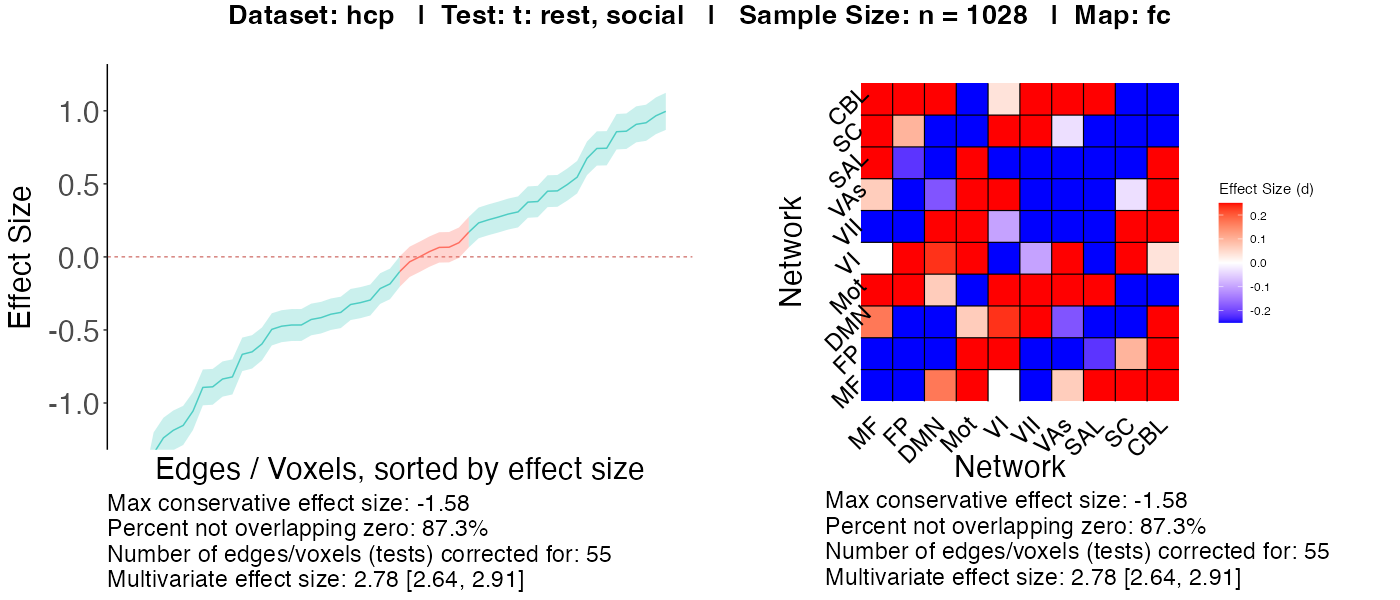 Dataset: hcp | Test: t: rest, social | Sample Size: n = 1028 | Map: fc
Effect Size
1.0
0.5
0.0
-0.5
-1.0
Edges / Voxels, sorted by effect size
Max conservative effect size: -1.58
Percent not overlapping zero: 87.3%
Number of edges/voxels (tests) corrected for: 55
Multivariate effect size: 2.78 [2.64, 2.91]
Network
CBL
SC
SAL
VAs
VII
VI
Mot
DMN
FP
MF
MF FP DMN Mot VI VII VAs SAL SC CBL
Network
Effect Size (d)
0.2
0.1
0.0
-0.1
-0.2
Max conservative effect size: -1.58
Percent not overlapping zero: 87.3%
Number of edges/voxels (tests) corrected for: 55
Multivariate effect size: 2.78 [2.64, 2.91]